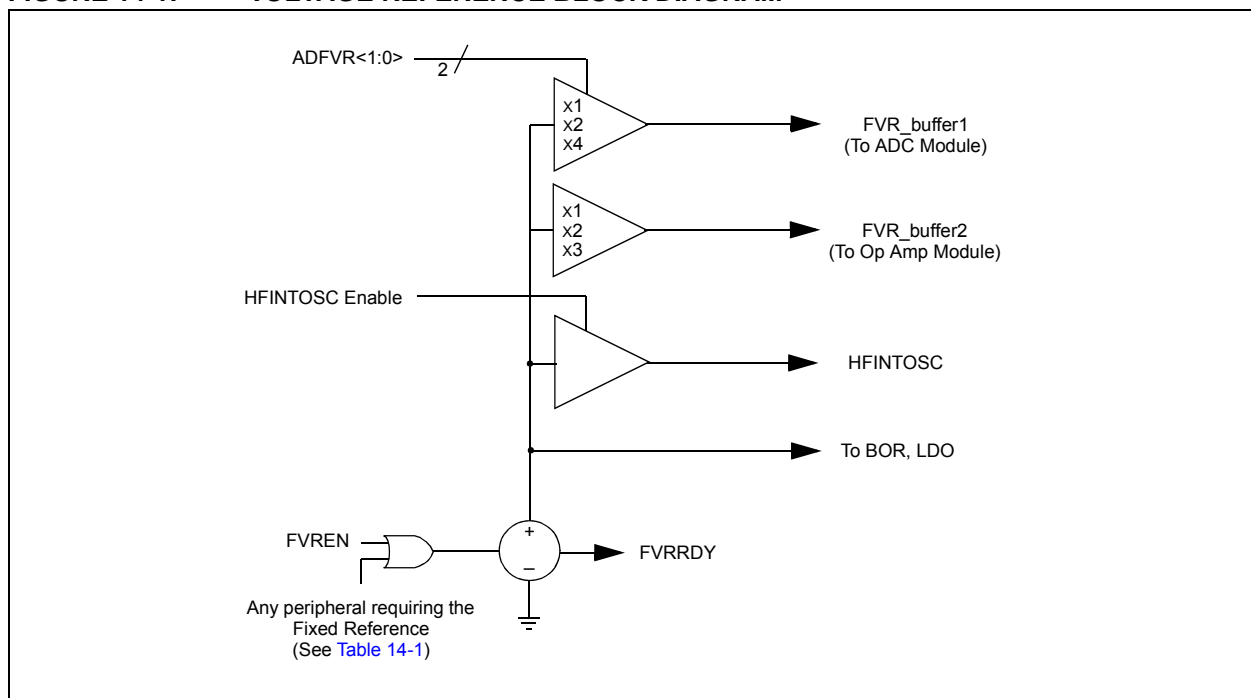 ADFVR<1:0>
2
X1
X2
X4
FVR_buffer1
(To ADC Module)
X1
X2
X3
FVR_buffer2
(To Op Amp Module)
HFINTOSC Enable
HFINTOSC
To BOR, LDO
+
FVREN
FVRRDY
_
Any peripheral requiring the
Fixed Reference
(See Table 14-1)